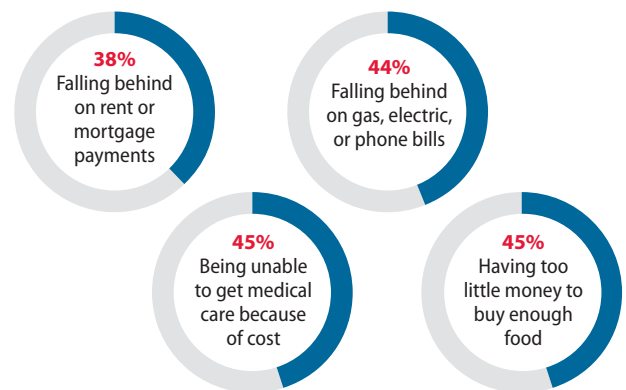 38%
Falling behind
on rent or
mortgage
payments
44%
Falling behind
on gas, electric,
or phone bills
45%
Being unable
to get medical
care because
of cost
45%
Having too
little money to
buy enough
food